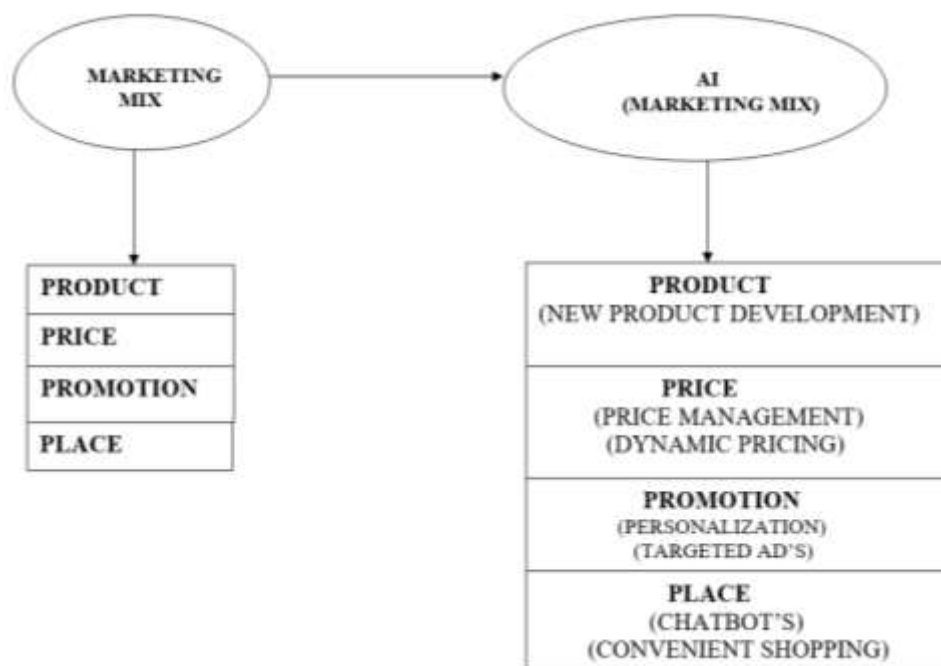 MARKETING
MIX
AI
(MARKETING MIX)
PRODUCT
PRICE
PROMOTION
PLACE
PRODUCT
(NEW PRODUCT DEVELOPMENT)
PRICE
(PRICE MANAGEMENT)
(DYNAMIC PRICING)
PROMOTION
(PERSONALIZATION)
(TARGETED AD’S)
PLACE
(CHATBOT’S)
(CONVENIENT SHOPPING)